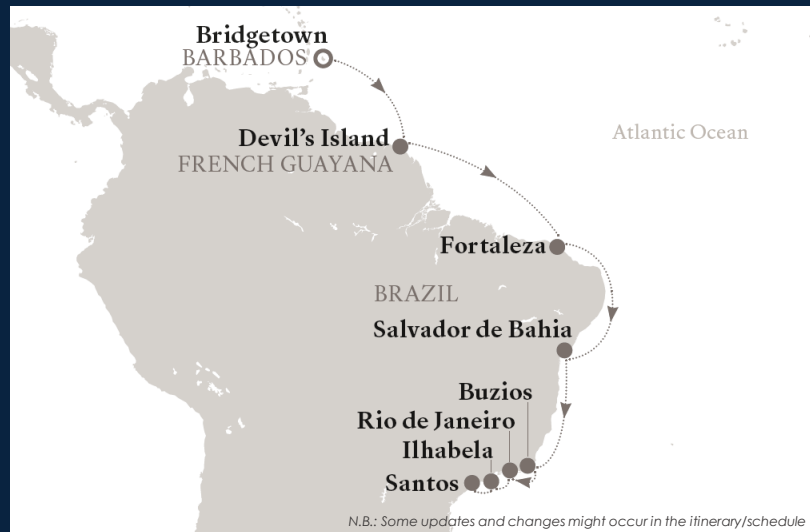 Bridgetown
BARBADOS
Atlantic Ocean
Devil's Island
FRENCH GUAYANA
Fortaleza
BRAZIL
Salvador de Bahia
Buzios
Rio de Janeiro
Ilhabela
Santos
N.B.: Some updates and changes might occur in the itinerary/schedule